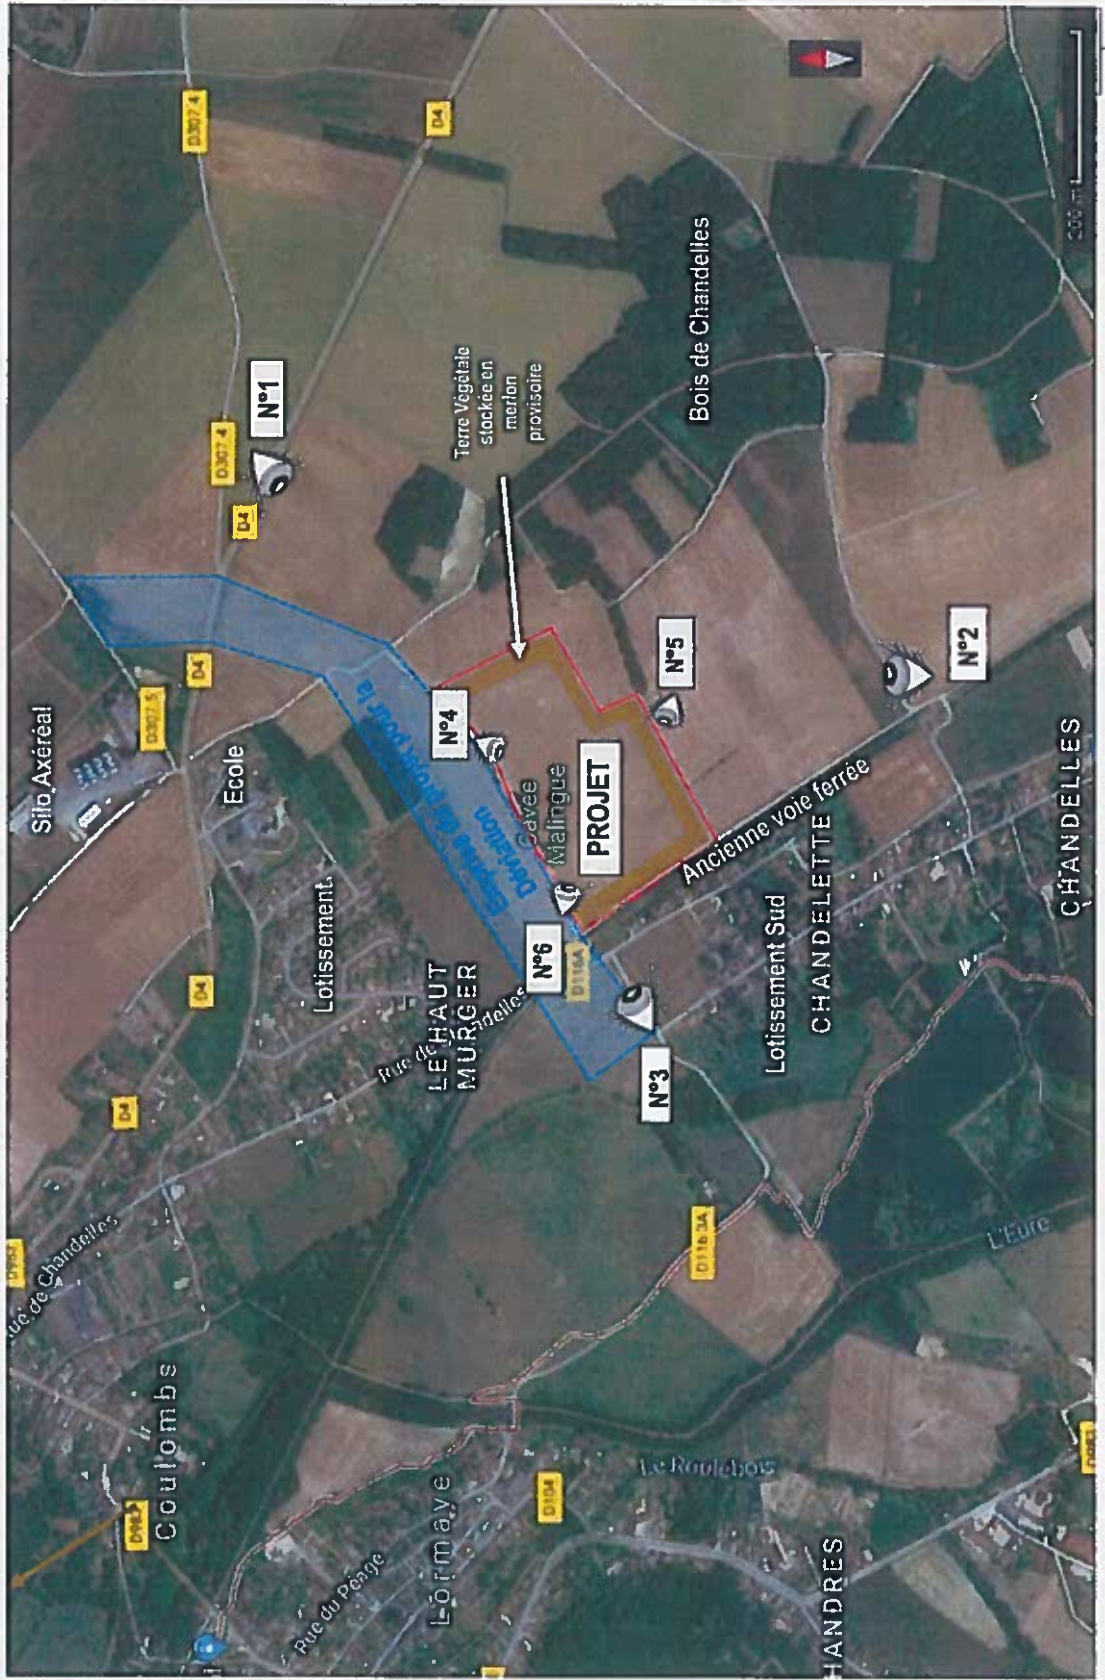 Silo Axéréal
D307.5
D4
D307.4
D4
D307.4
D4
N°1
Ecole
Lotissement
D4
D4
Rue de Chandelles
Coulombs
LE HAUT
MURGER
Emprise du projet pour la
Déviation
N°4
Cavée
Malingue
PROJET
Terre Végétale
stockée en
merlon
provisoire
N°5
Bois de Chandelles
N°6
D116A
N°3
Ancienne voie ferrée
N°2
Lotissement Sud
CHANDELETTE
CHANDELLES
Lormaye
Rue du Péage
D104
Le Roulebois
L'Eure
HANDRES
200 m